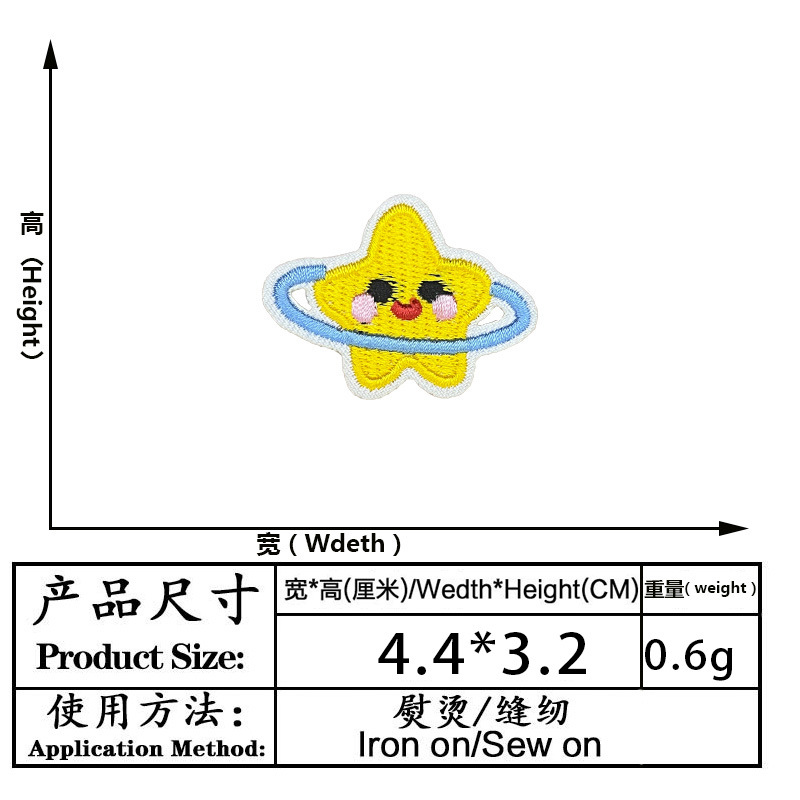 高（Height）
宽（Wdeth）
产品尺寸
Product Size:
宽*高(厘米)/Wedth*Height(CM)
重量( weight )
4.4*3.2
0.6g
使用方法:
Application Method:
熨烫/缝纫
Iron on/Sew on